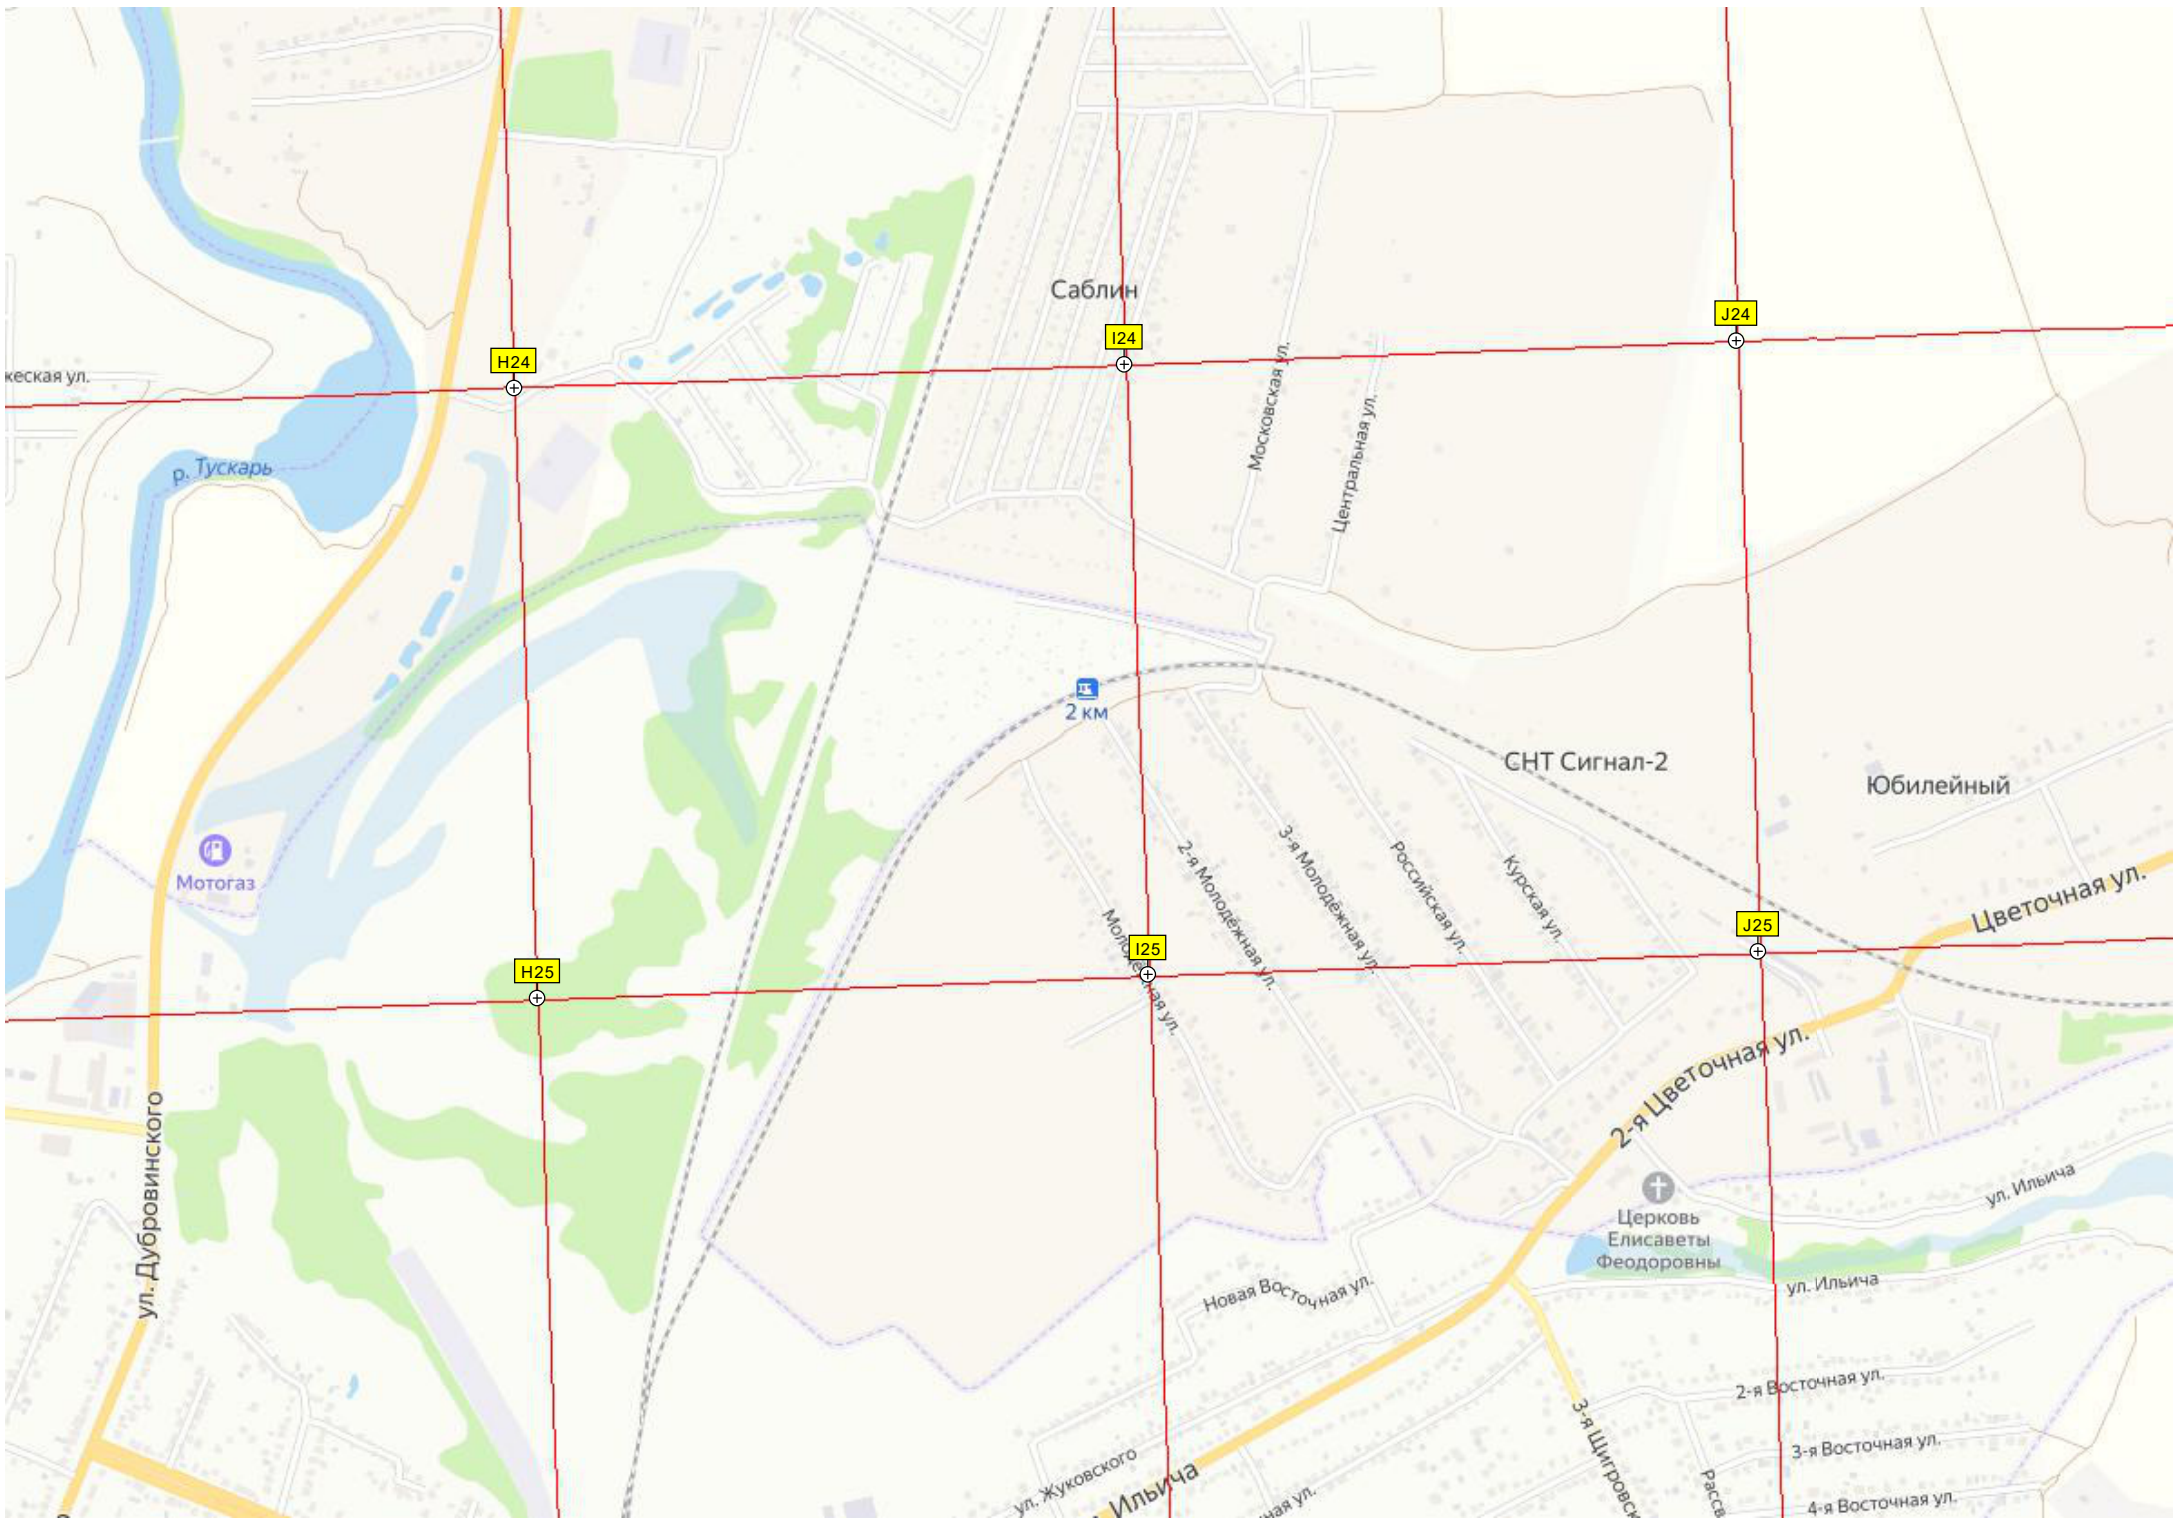 Саблин
J24
I24
H24
р. Тускарь
Московская ул.
Центральная ул.
2 км
СНТ Сигнал-2
Юбилейный
Мотогаз
2-я Молодёжная ул.
3-я Молодёжная ул.
Российская ул.
Курская ул.
Цветочная ул.
Молодёжная ул.
J25
I25
H25
2-я Цветочная ул.
ул. Дубровинского
ул. Ильича
Церковь
Елисаветы
Феодоровны
Новая Восточная ул.
ул. Ильича
2-я Восточная ул.
3-я Восточная ул.
ул. Жуковского
Ильича
4-я Восточная ул.